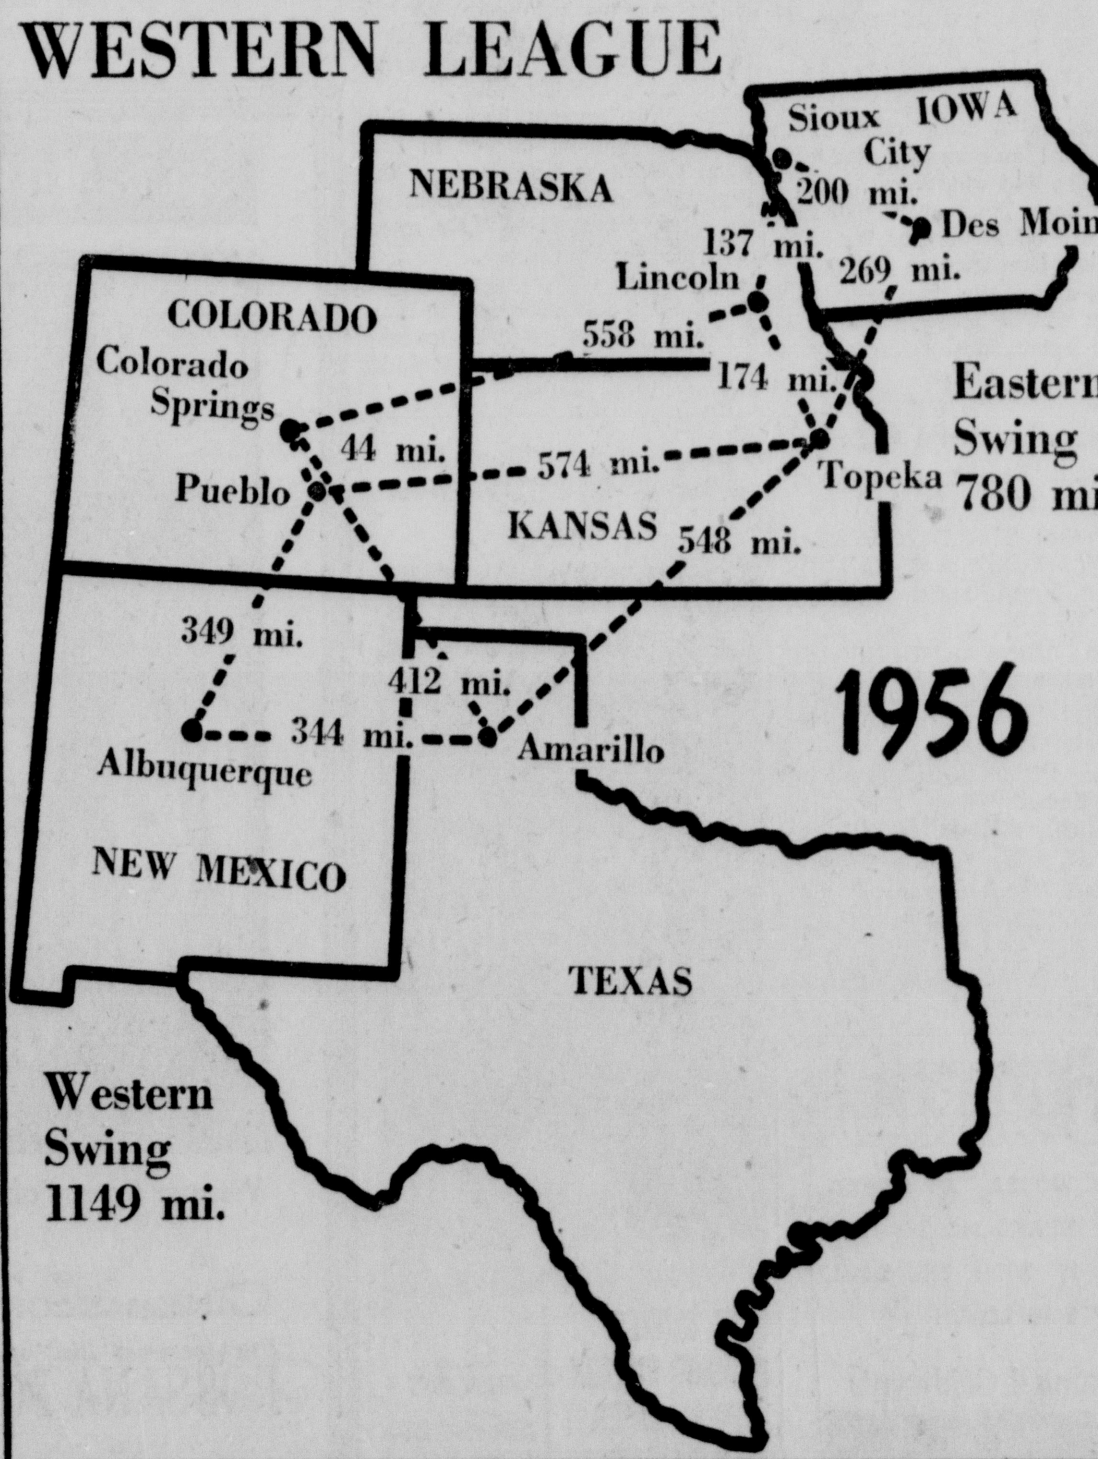 WESTERN LEAGUE
Sioux IOWA
City
NEBRASKA
200 mi.
137 mi.
Des Moin
Lincoln
269 mi.
COLORADO
558 mi.
Colorado
Springs
174 mi.
Eastern
Swing
780 mi
44 mi.
574 mi.
Pueblo
Topeka
KANSAS
548 mi.
349 mi.
412 mi.
344 mi.
Amarillo
Albuquerque
1956
NEW MEXICO
TEXAS
Western
Swing
1149 mi.